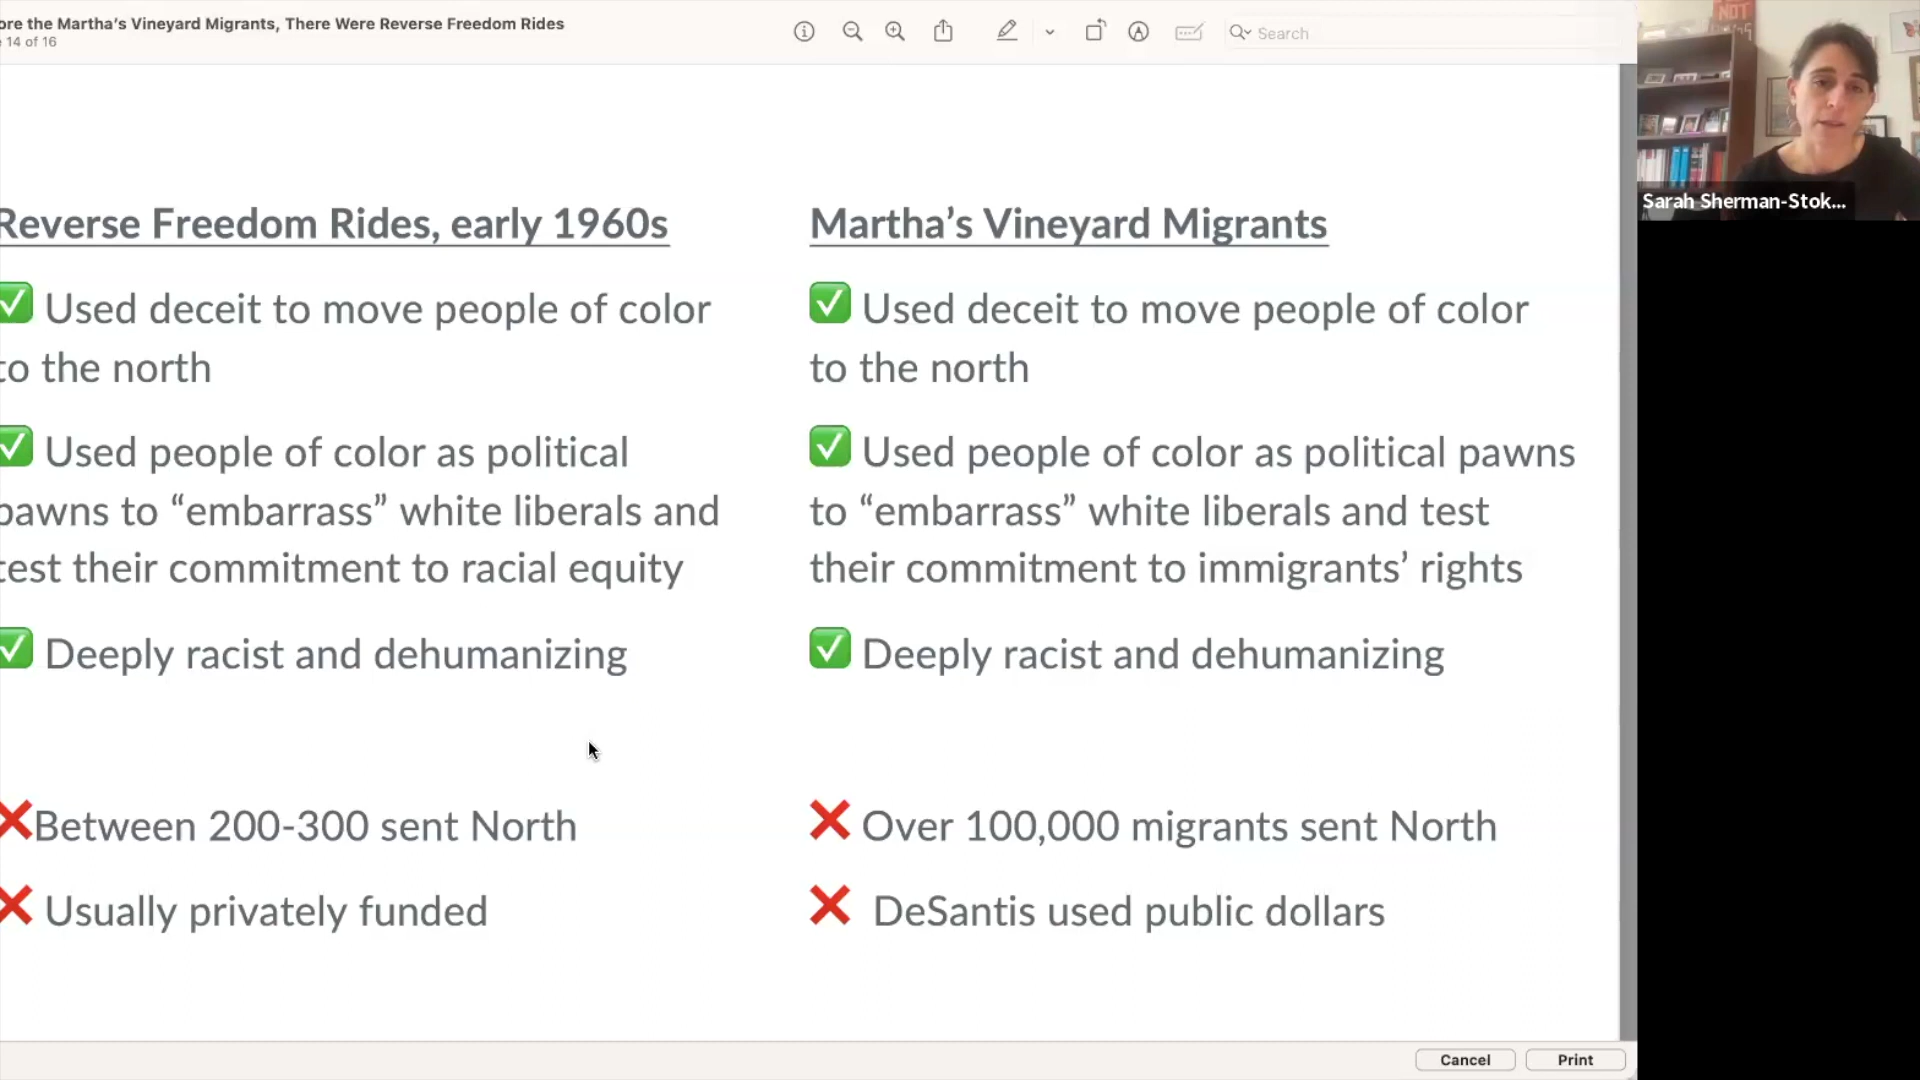 ore the Martha’s Vineyard Migrants, There Were Reverse Freedom Rides
14 of 16
Search
NOT
Sarah Sherman-Stok...
Reverse Freedom Rides, early 1960s
✅ Used deceit to move people of color
to the north
✅ Used people of color as political
pawns to “embarrass” white liberals and
test their commitment to racial equity
✅ Deeply racist and dehumanizing
❌Between 200-300 sent North
❌ Usually privately funded
Martha’s Vineyard Migrants
✅ Used deceit to move people of color
to the north
✅ Used people of color as political pawns
to “embarrass” white liberals and test
their commitment to immigrants’ rights
✅ Deeply racist and dehumanizing
❌ Over 100,000 migrants sent North
❌ DeSantis used public dollars
Cancel
Print